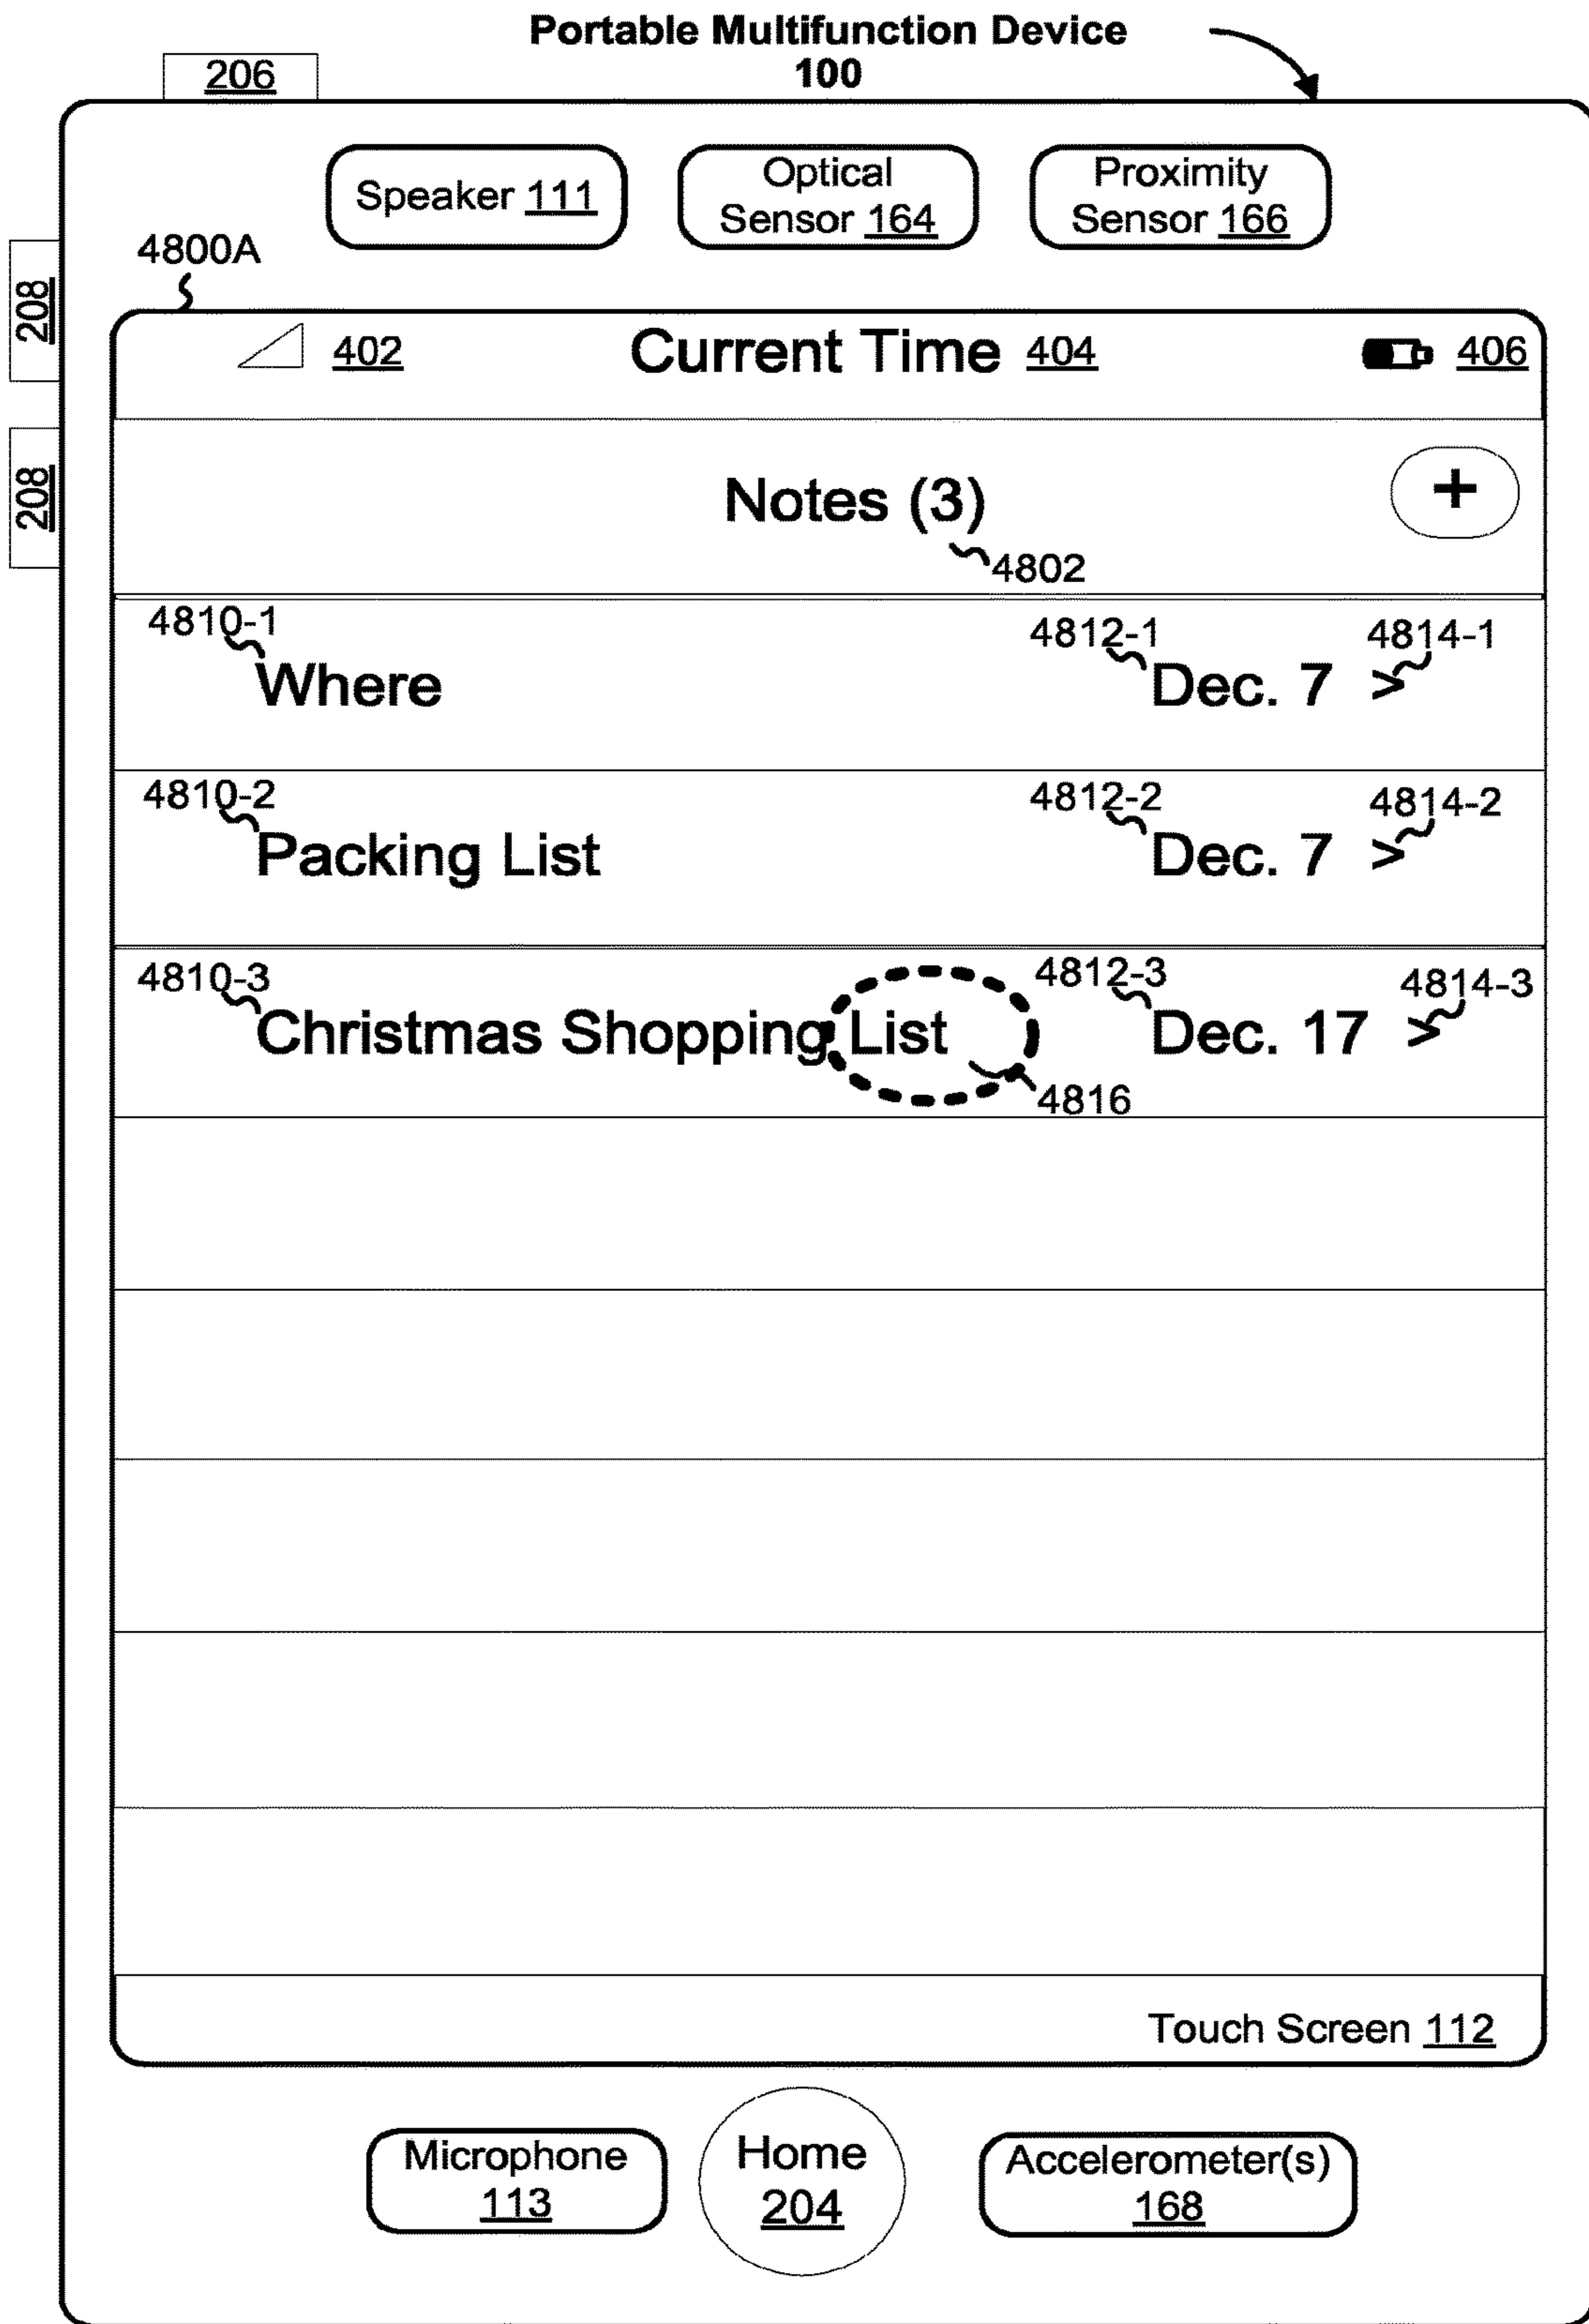 Portable Multifunction Device
100
206
Speaker 111
Optical
Sensor 164
Proximity
Sensor 166
4800A
208
208
402
Current Time 404
406
Notes (3)
+
4802
4810-1
4812-1
4814-1
Where
Dec. 7 >
4810-2
4812-2
4814-2
Packing List
Dec. 7 >
4810-3
4812-3
4814-3
Christmas Shopping List
Dec. 17 >
4816
Touch Screen 112
Microphone
113
Home
204
Accelerometer(s)
168